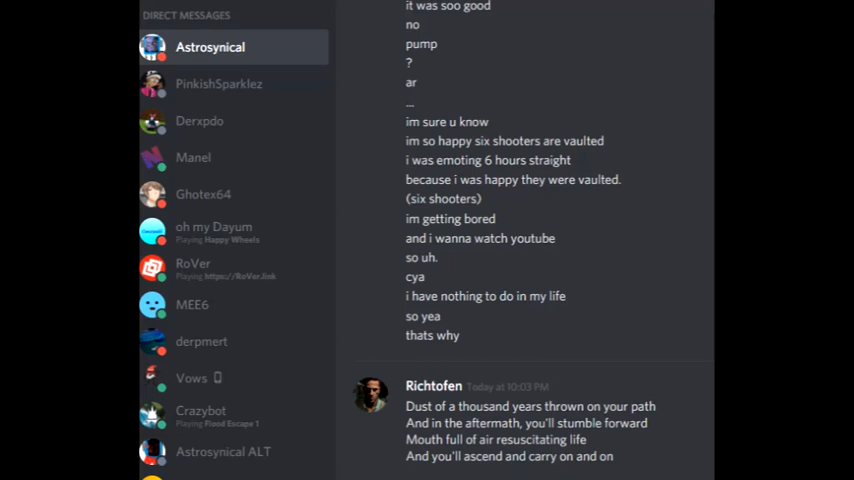 DIRECT MESSAGES
Astrosynical
PinkishSparklez
Derxpdo
Manel
Ghotex64
oh my Dayum
Playing Happy Wheels
RoVer
Playing https://RoVer.link
MEE6
derpmert
Vows
Crazybot
Playing Flood Escape 1
Astrosynical ALT
it was soo good
no
pump
?
ar
...
im sure u know
im so happy six shooters are vaulted
i was emoting 6 hours straight
because i was happy they were vaulted.
(six shooters)
im getting bored
and i wanna watch youtube
so uh.
cya
i have nothing to do in my life
so yea
thats why
Richtofen Today at 10:03 PM
Dust of a thousand years thrown on your path
And in the aftermath, you'll stumble forward
Mouth full of air resuscitating life
And you'll ascend and carry on and on